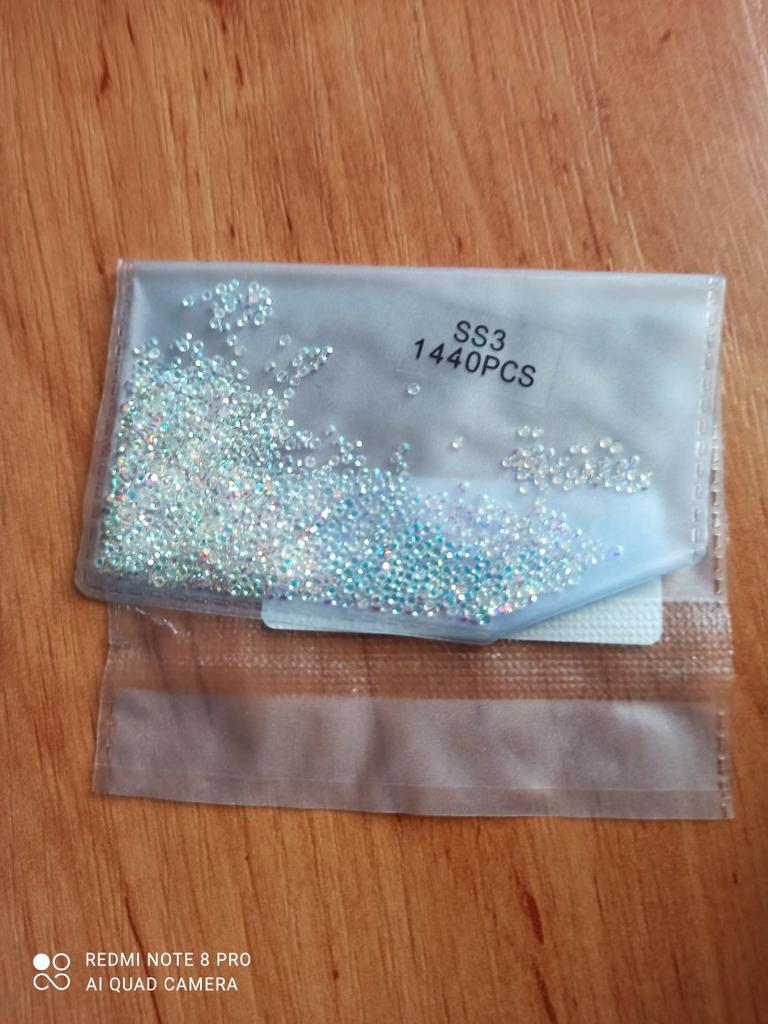 SS3
1440PCS
REDMI NOTE 8 PRO
AI QUAD CAMERA